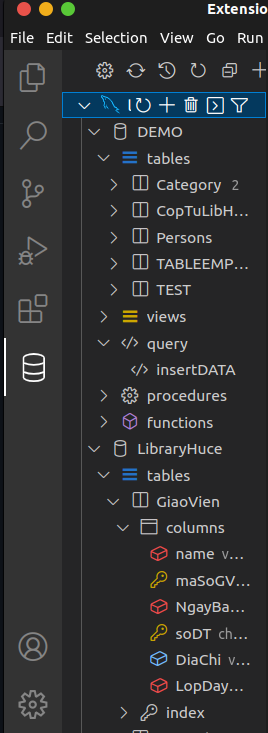 Extensio
File Edit Selection View Go Run
DEMO
tables
Category 2
CopTuLibH...
Persons
TABLEEMP...
TEST
views
query
insertDATA
procedures
functions
LibraryHuce
tables
GiaoVien
columns
name v...
maSoGV...
NgayBa...
soDT ch...
DiaChi v...
LopDay...
index